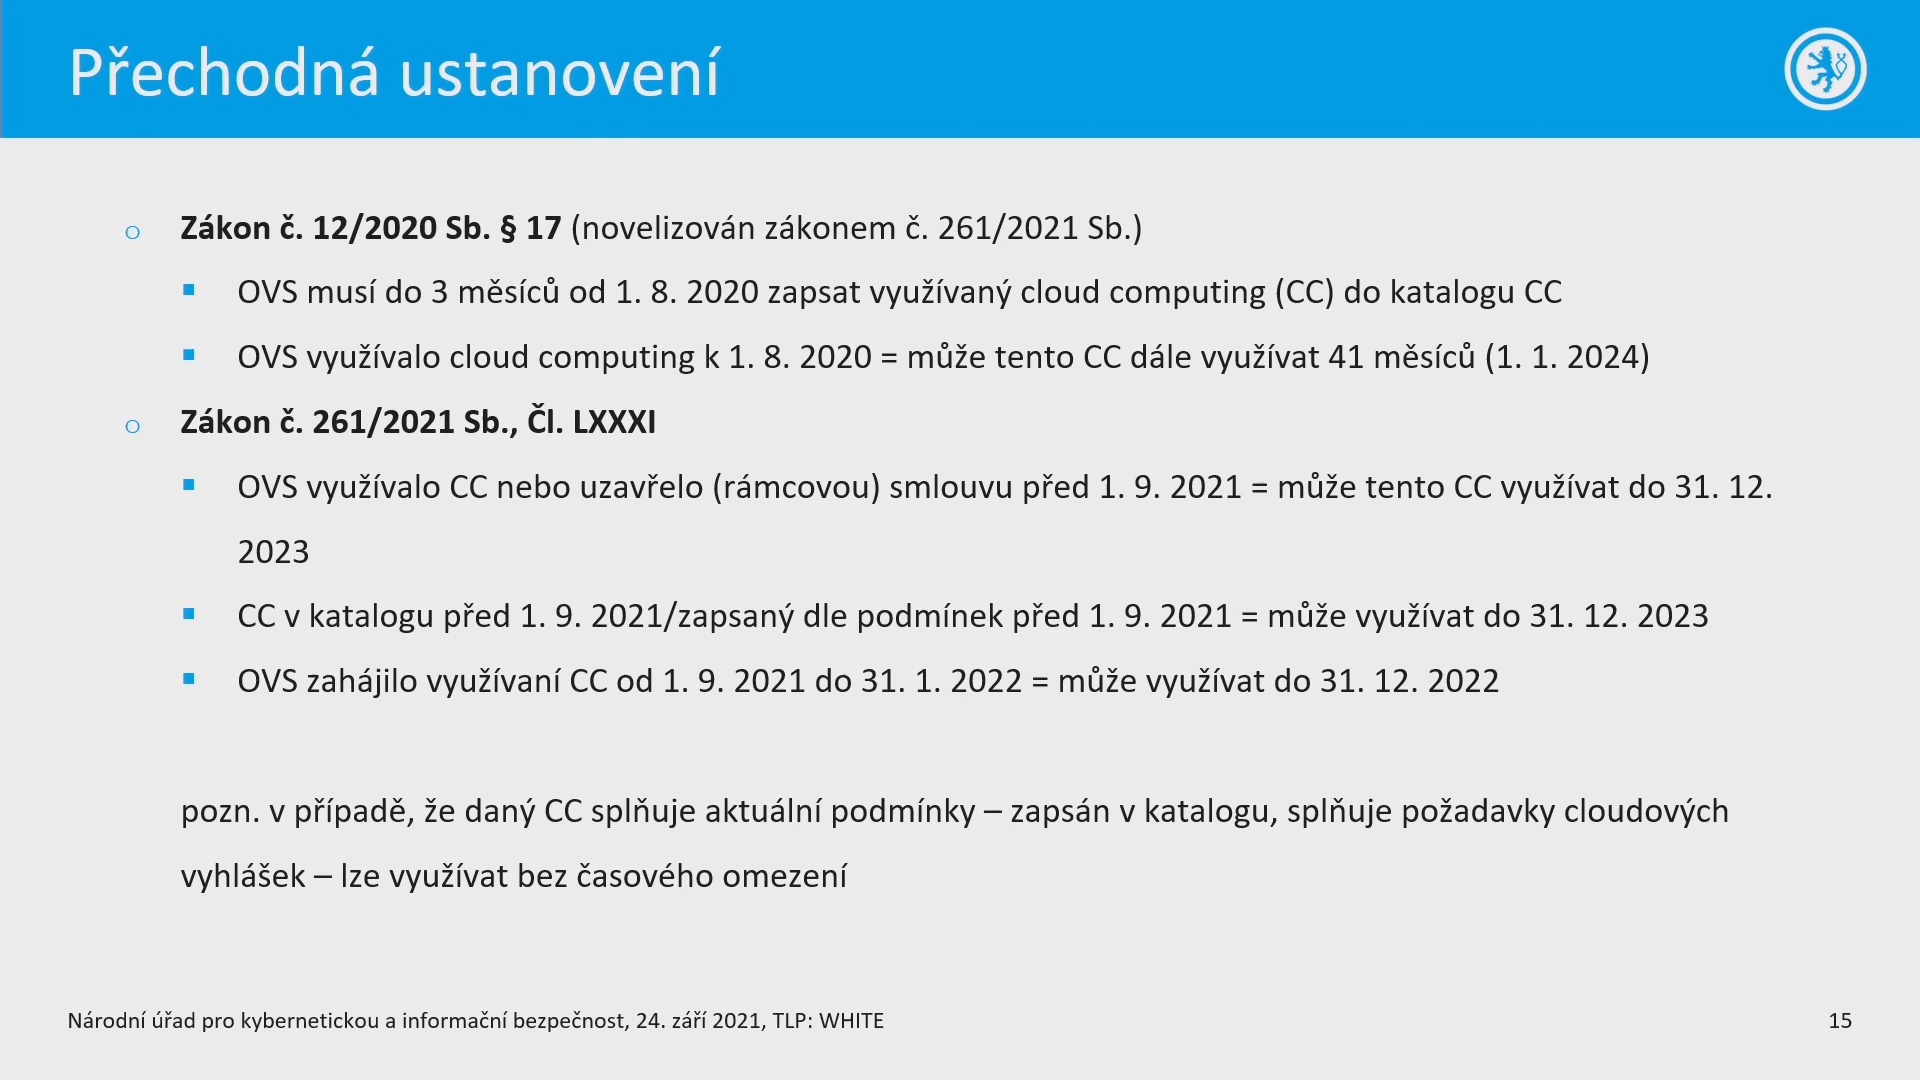 Přechodná ustanovení
o Zákon č. 12/2020 Sb. § 17 (novelizován zákonem č. 261/2021 Sb.)
▪ OVS musí do 3 měsíců od 1. 8. 2020 zapsat využívaný cloud computing (CC) do katalogu CC
▪ OVS využívalo cloud computing k 1. 8. 2020 = může tento CC dále využívat 41 měsíců (1. 1. 2024)
o Zákon č. 261/2021 Sb., Čl. LXXXI
▪ OVS využívalo CC nebo uzavřelo (rámcovou) smlouvu před 1. 9. 2021 = může tento CC využívat do 31. 12.
2023
▪ CC v katalogu před 1. 9. 2021/zapsaný dle podmínek před 1. 9. 2021 = může využívat do 31. 12. 2023
▪ OVS zahájilo využívaní CC od 1. 9. 2021 do 31. 1. 2022 = může využívat do 31. 12. 2022
pozn. v případě, že daný CC splňuje aktuální podmínky – zapsán v katalogu, splňuje požadavky cloudových
vyhlášek – lze využívat bez časového omezení
Národní úřad pro kybernetickou a informační bezpečnost, 24. září 2021, TLP: WHITE
15